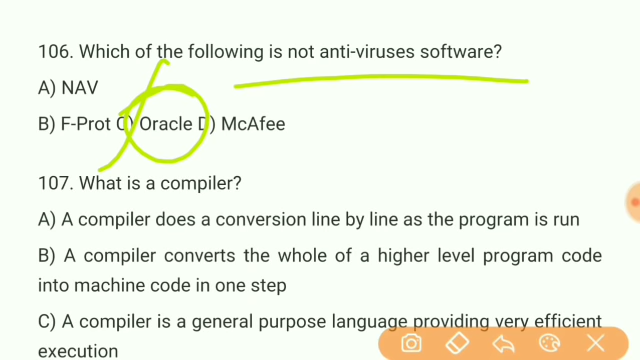 106. Which of the following is not anti-viruses software?
A) NAV
B) F-Prot C) Oracle D) McAfee
107. What is a compiler?
A) A compiler does a conversion line by line as the program is run
B) A compiler converts the whole of a higher level program code
into machine code in one step
C) A compiler is a general purpose language providing very efficient
execution